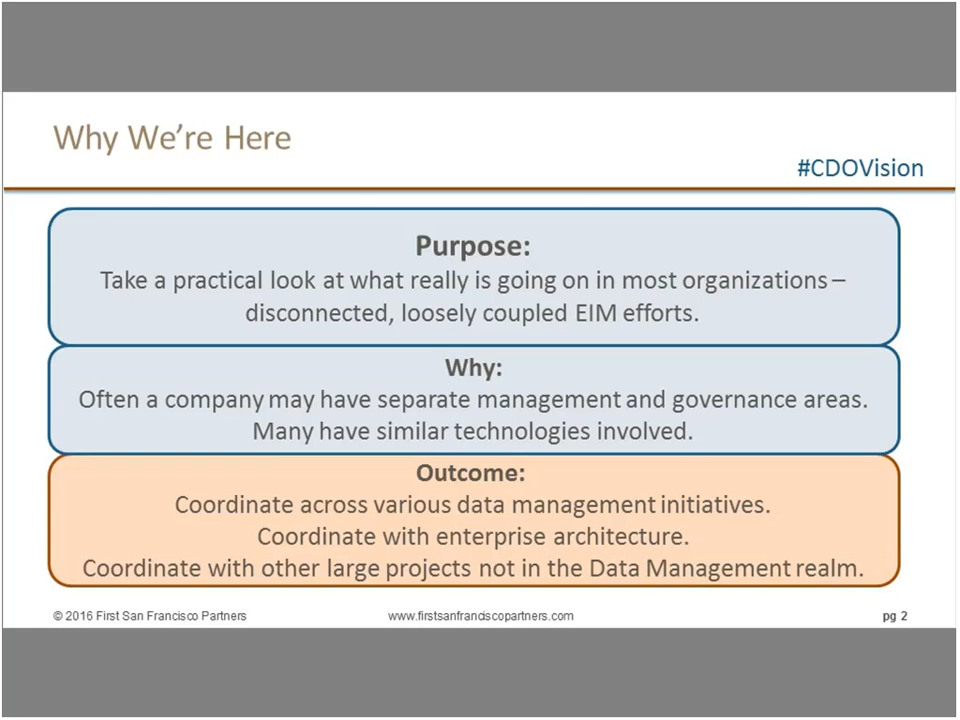 Why We're Here
#CDOVision
Purpose:
Take a practical look at what really is going on in most organizations –
disconnected, loosely coupled EIM efforts.
Why:
Often a company may have separate management and governance areas.
Many have similar technologies involved.
Outcome:
Coordinate across various data management initiatives.
Coordinate with enterprise architecture.
Coordinate with other large projects not in the Data Management realm.
© 2016 First San Francisco Partners www.firstsanfranciscopartners.com pg 2